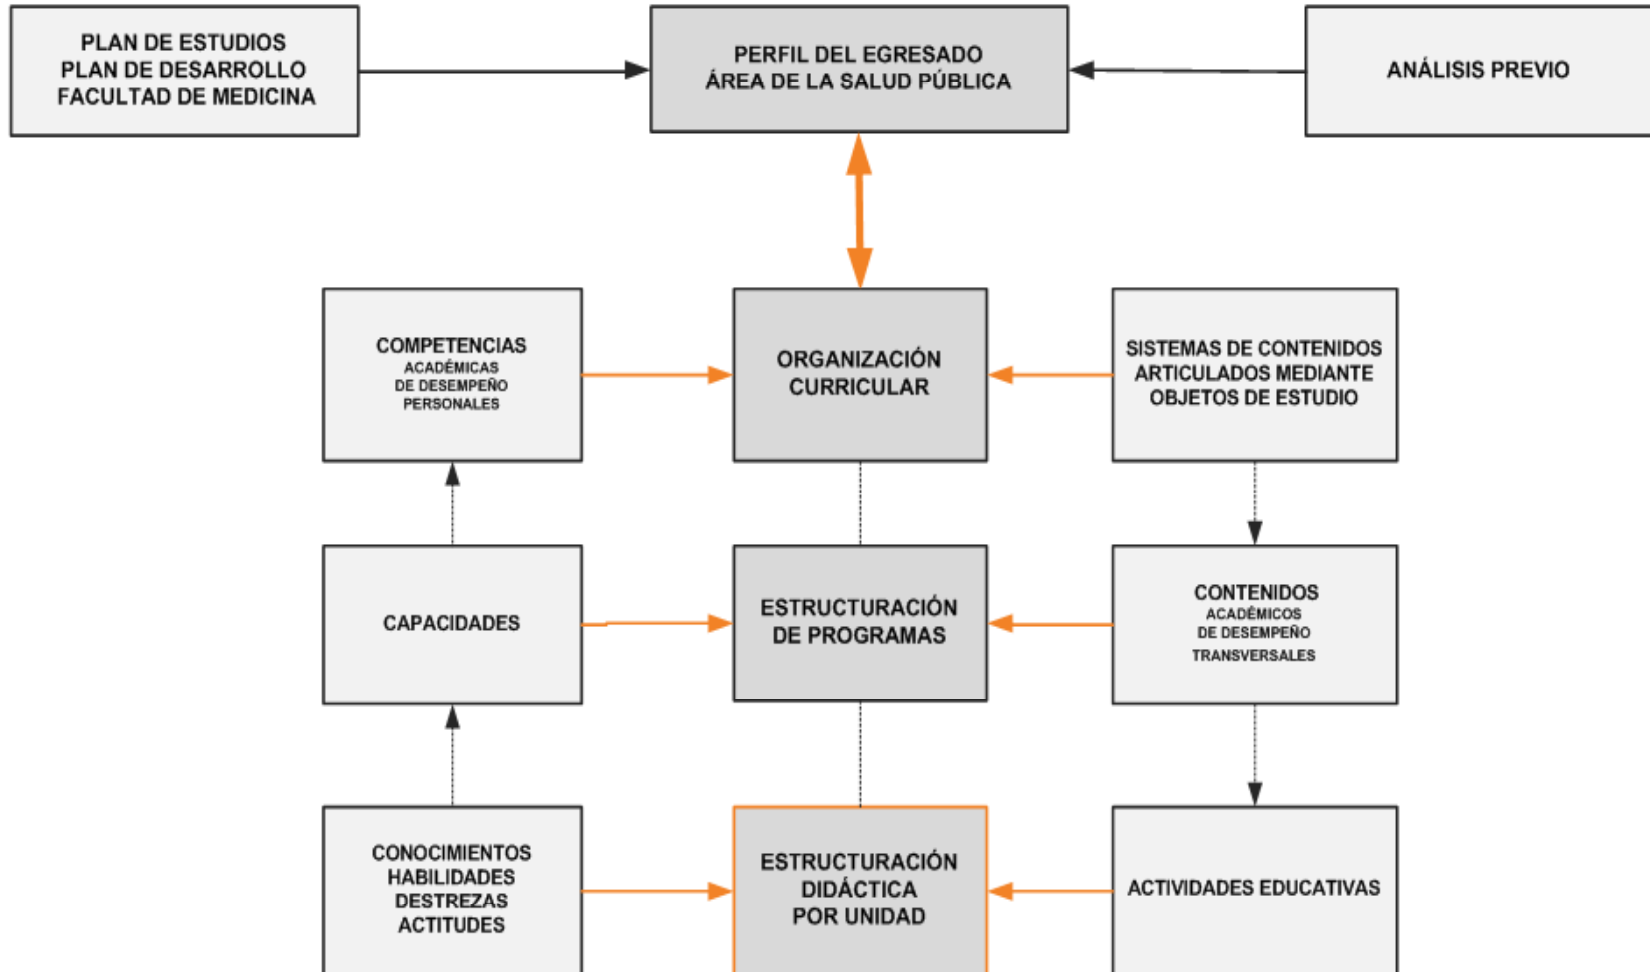 PLAN DE ESTUDIOS
PLAN DE DESARROLLO
FACULTAD DE MEDICINA
PERFIL DEL EGRESADO
ÁREA DE LA SALUD PÚBLICA
ANÁLISIS PREVIO
COMPETENCIAS
ACADÉMICAS
DE DESEMPEÑO
PERSONALES
ORGANIZACIÓN
CURRICULAR
SISTEMAS DE CONTENIDOS
ARTICULADOS MEDIANTE
OBJETOS DE ESTUDIO
CAPACIDADES
ESTRUCTURACIÓN
DE PROGRAMAS
CONTENIDOS
ACADÉMICOS
DE DESEMPEÑO
TRANSVERSALES
CONOCIMIENTOS
HABILIDADES
DESTREZAS
ACTITUDES
ESTRUCTURACIÓN
DIDÁCTICA
POR UNIDAD
ACTIVIDADES EDUCATIVAS